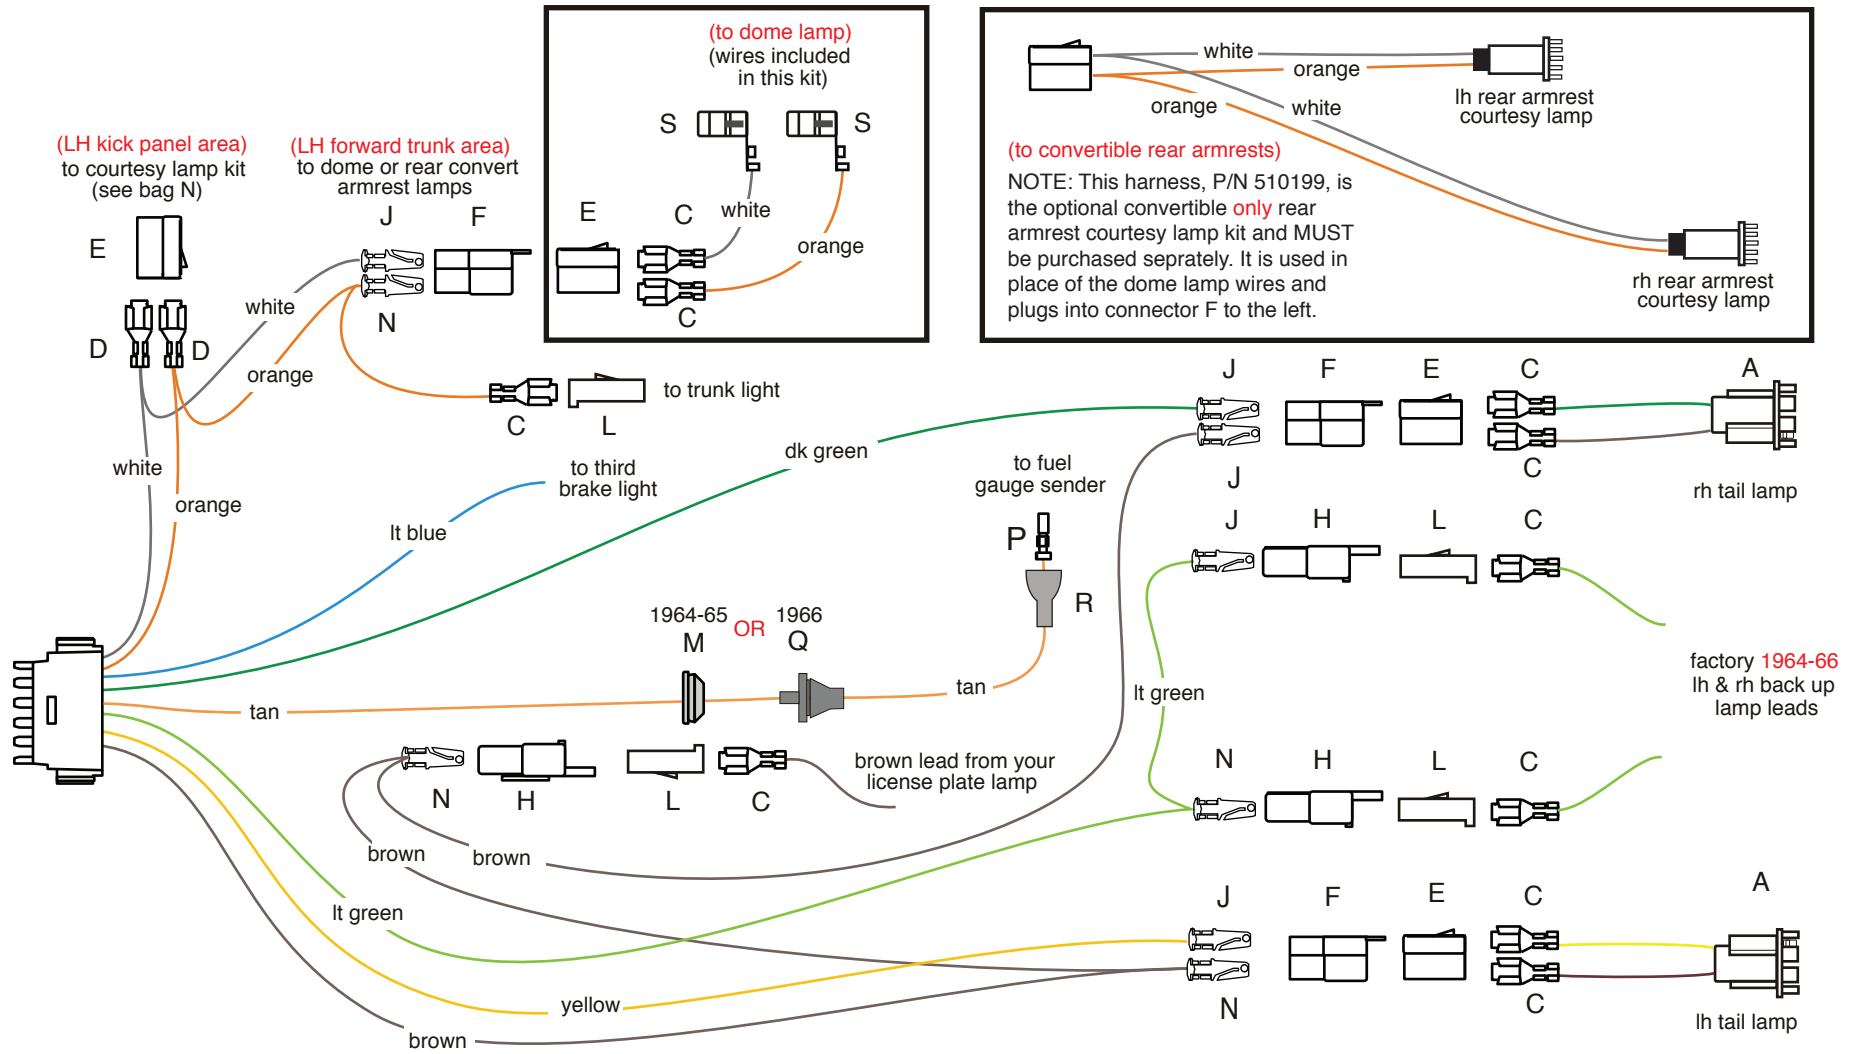 (LH kick panel area)
to courtesy lamp kit
(see bag N)
E
D
D
white
orange
white
orange
(LH forward trunk area)
to dome or rear convert
armrest lamps
J
F
N
C
L
to trunk light
(to dome lamp)
(wires included
in this kit)
S
S
E
C
white
orange
C
white
orange
orange
white
lh rear armrest
courtesy lamp
rh rear armrest
courtesy lamp
(to convertible rear armrests)
NOTE: This harness, P/N 510199, is
the optional convertible only rear
armrest courtesy lamp kit and MUST
be purchased seprately. It is used in
place of the dome lamp wires and
plugs into connector F to the left.
to third
brake light
lt blue
dk green
to fuel
gauge sender
P
R
1964-65
M
OR
1966
Q
tan
tan
J
F
E
C
A
J
C
rh tail lamp
J
H
L
C
lt green
factory 1964-66
lh & rh back up
lamp leads
N
H
L
C
N
H
L
C
brown lead from your
license plate lamp
brown
brown
lt green
yellow
brown
J
F
E
C
A
N
C
lh tail lamp